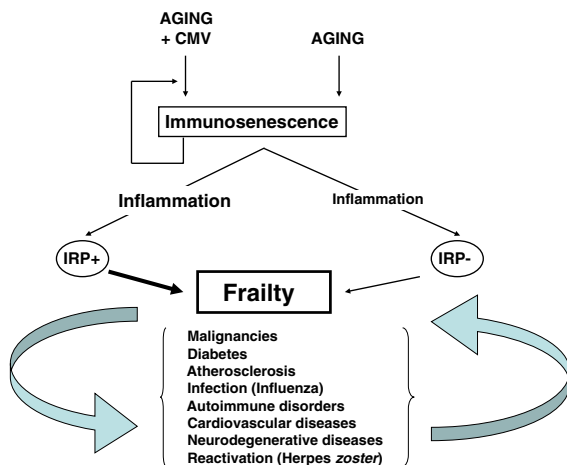 AGING
+ CMV
AGING
Immunosenescence
Inflammation
Inflammation
IRP+
IRP-
Frailty
Malignancies
Diabetes
Atherosclerosis
Infection (Influenza)
Autoimmune disorders
Cardiovascular diseases
Neurodegenerative diseases
Reactivation (Herpes zoster)